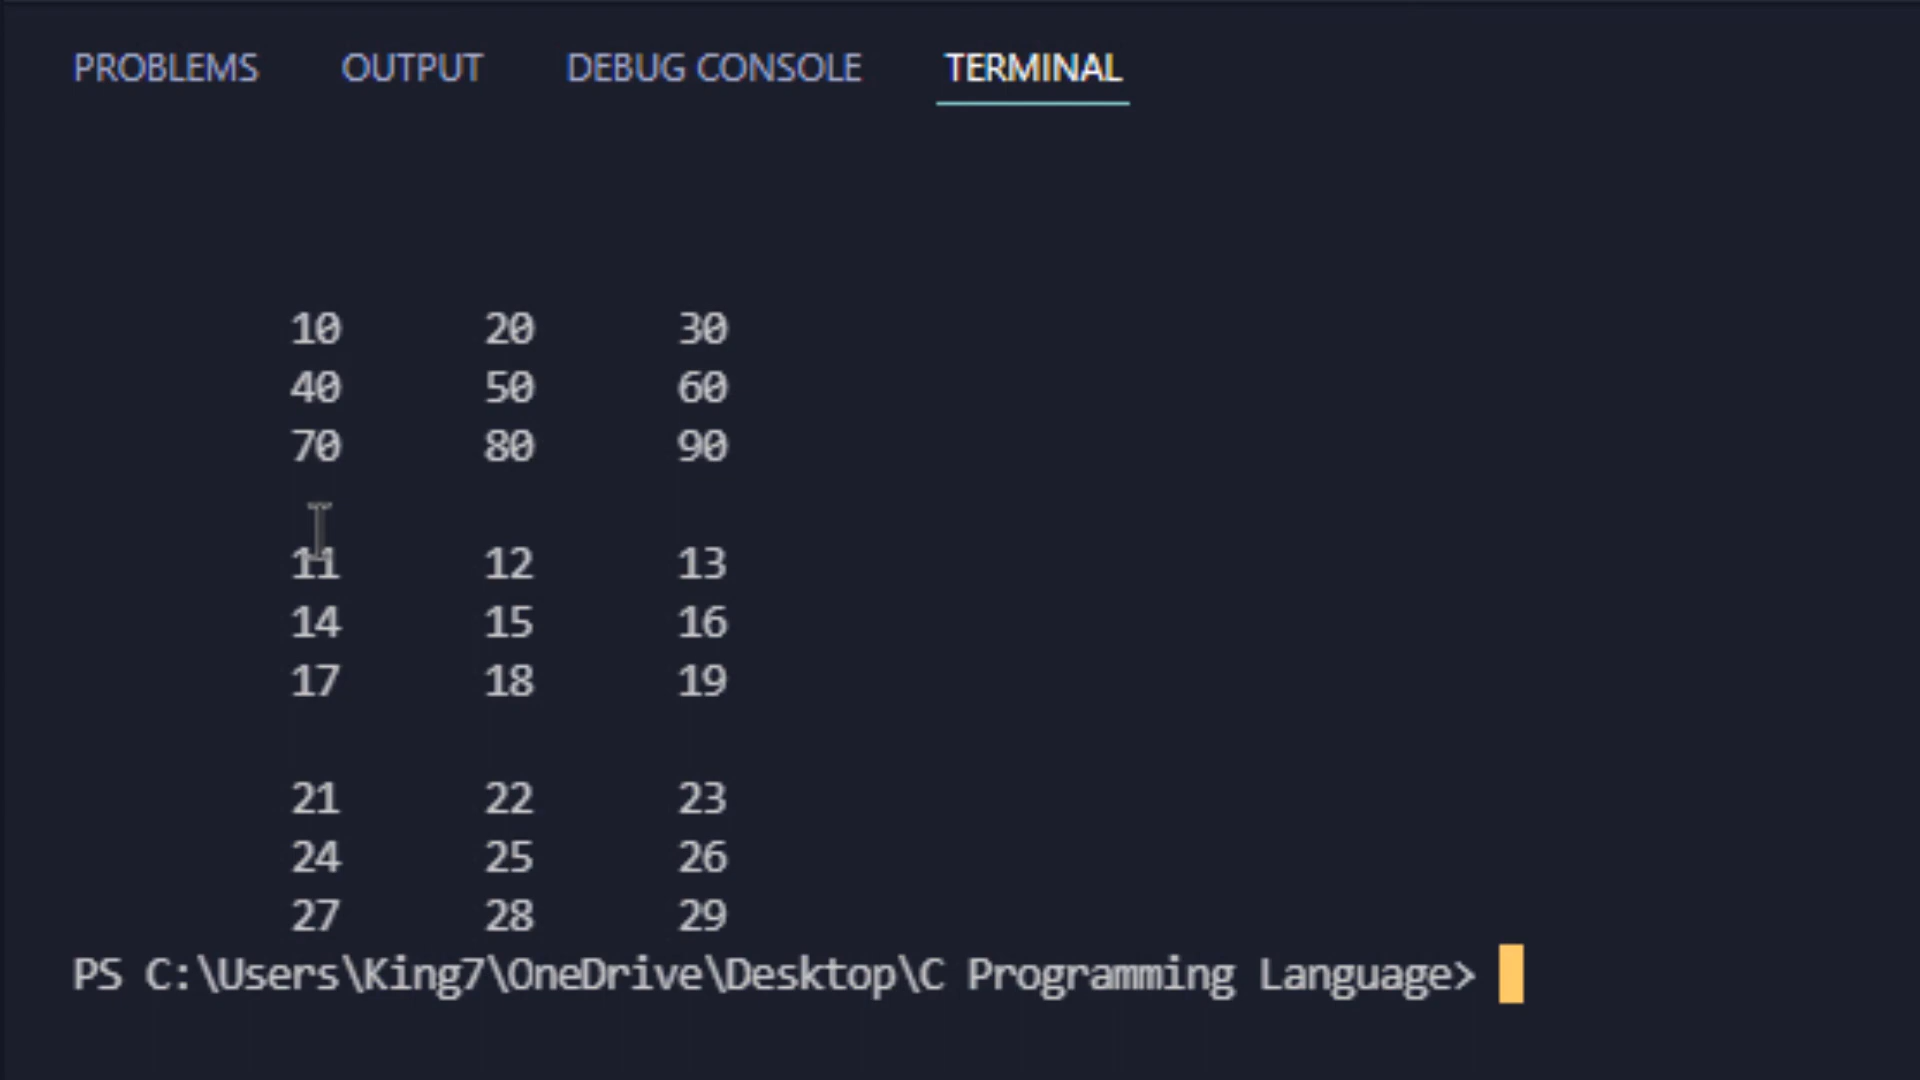 PROBLEMS OUTPUT DEBUG CONSOLE TERMINAL
10 20 30
40 50 60
70 80 90
11 12 13
14 15 16
17 18 19
21 22 23
24 25 26
27 28 29
PS C:\Users\King7\OneDrive\Desktop\C Programming Language>